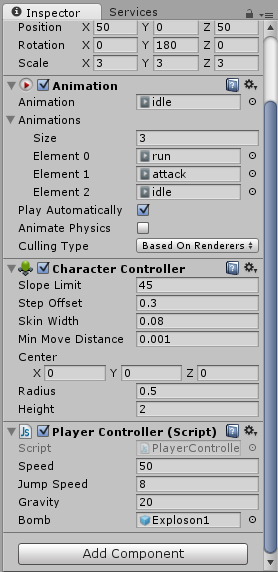 Inspector Services
Position X 50 Y 0 Z 50
Rotation X 0 Y 180 Z 0
Scale X 3 Y 3 Z 3
Animation
Animation idle
Animations
Size 3
Element 0 run
Element 1 attack
Element 2 idle
Play Automatically
Animate Physics
Culling Type Based On Renderers
Character Controller
Slope Limit 45
Step Offset 0.3
Skin Width 0.08
Min Move Distance 0.001
Center
X 0 Y 0 Z 0
Radius 0.5
Height 2
Player Controller (Script)
Script PlayerControlle
Speed 50
Jump Speed 8
Gravity 20
Bomb Exploson1
Add Component